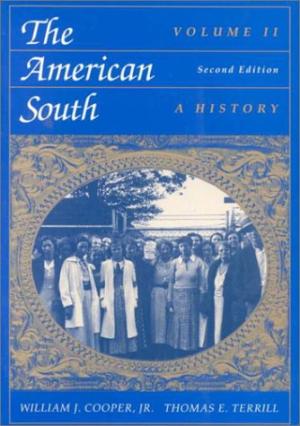 The
American
South
VOLUME II
Second Edition
A HISTORY
WILLIAM J. COOPER, JR. THOMAS E. TERRILL